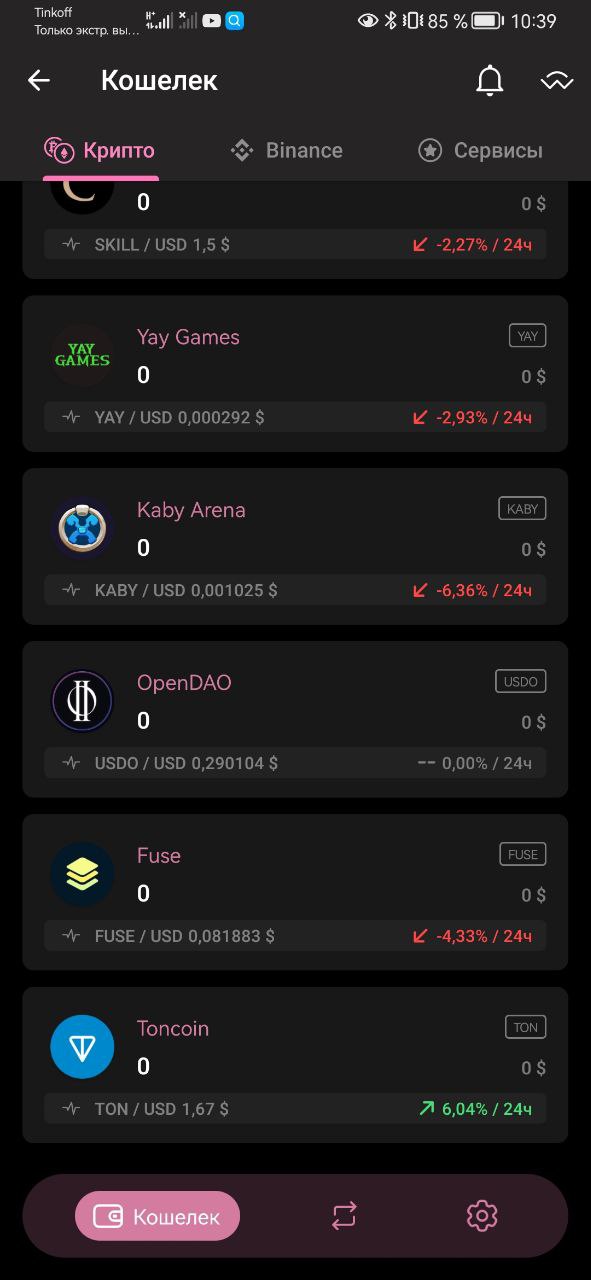 Tinkoff
Только экстр. вы...
85 %
10:39
Кошелек
Крипто
Binance
Сервисы
0
0 $
SKILL / USD 1,5 $
-2,27% / 24ч
YAY GAMES
Yay Games
YAY
0
0 $
YAY / USD 0,000292 $
-2,93% / 24ч
Kaby Arena
KABY
0
0 $
KABY / USD 0,001025 $
-6,36% / 24ч
OpenDAO
USDO
0
0 $
USDO / USD 0,290104 $
-- 0,00% / 24ч
Fuse
FUSE
0
0 $
FUSE / USD 0,081883 $
-4,33% / 24ч
Toncoin
TON
0
0 $
TON / USD 1,67 $
6,04% / 24ч
Кошелек